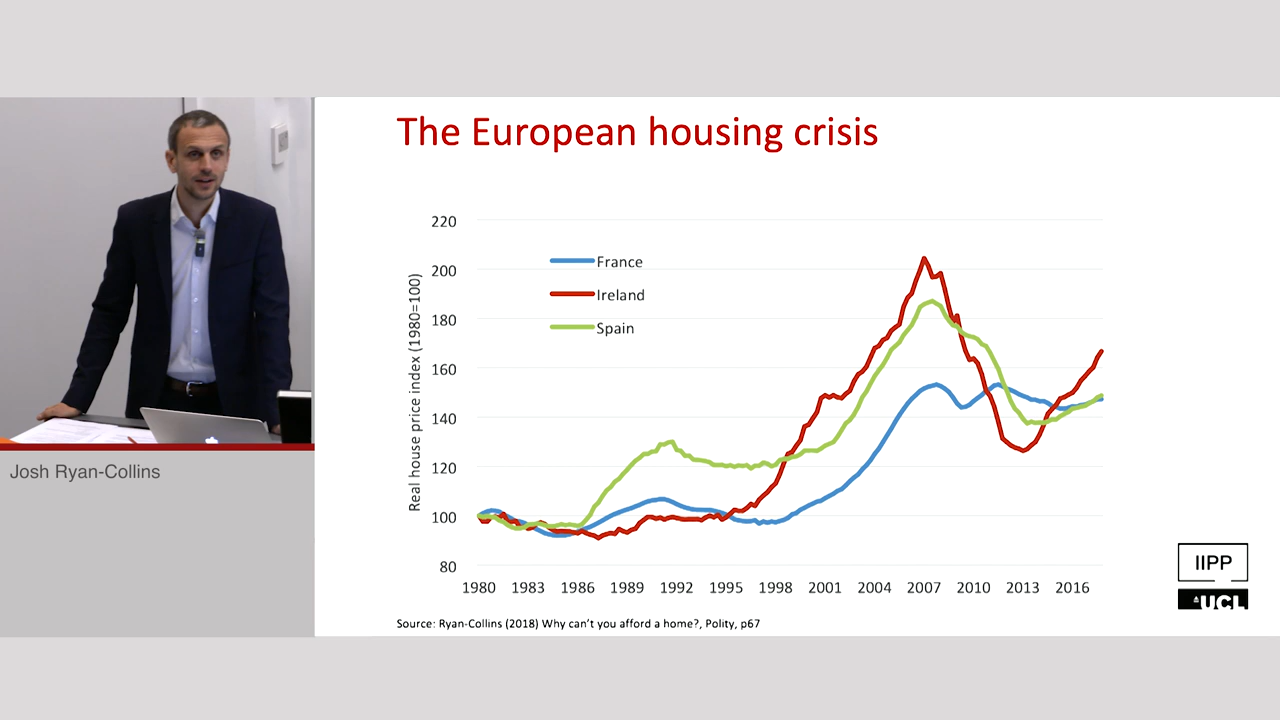 The European housing crisis
220
200
180
160
140
120
100
80
Real house price index (1980=100)
France
Ireland
Spain
1980 1983 1986 1989 1992 1995 1998 2001 2004 2007 2010 2013 2016
Source: Ryan-Collins (2018) Why can't you afford a home?, Polity, p67
Josh Ryan-Collins
IIPP
UCL